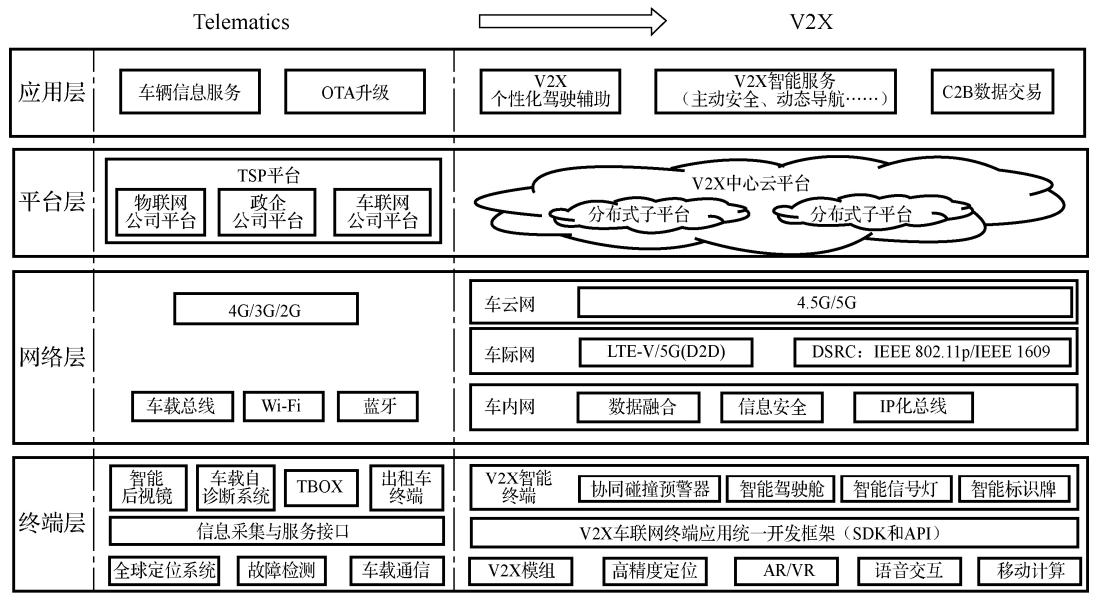 Telematics
V2X
应用层
车辆信息服务
OTA升级
V2X
个性化驾驶辅助
V2X智能服务
（主动安全、动态导航……）
C2B数据交易
平台层
TSP平台
物联网
公司平台
政企
公司平台
车联网
公司平台
V2X中心云平台
分布式子平台
分布式子平台
网络层
4G/3G/2G
车载总线
Wi-Fi
蓝牙
车云网
4.5G/5G
车际网
LTE-V/5G(D2D)
DSRC：IEEE 802.11p/IEEE 1609
车内网
数据融合
信息安全
IP化总线
终端层
智能
后视镜
车载自
诊断系统
TBOX
出租车
终端
信息采集与服务接口
全球定位系统
故障检测
车载通信
V2X智能
终端
协同碰撞预警器
智能驾驶舱
智能信号灯
智能标识牌
V2X车联网终端应用统一开发框架（SDK和API）
V2X模组
高精度定位
AR/VR
语音交互
移动计算